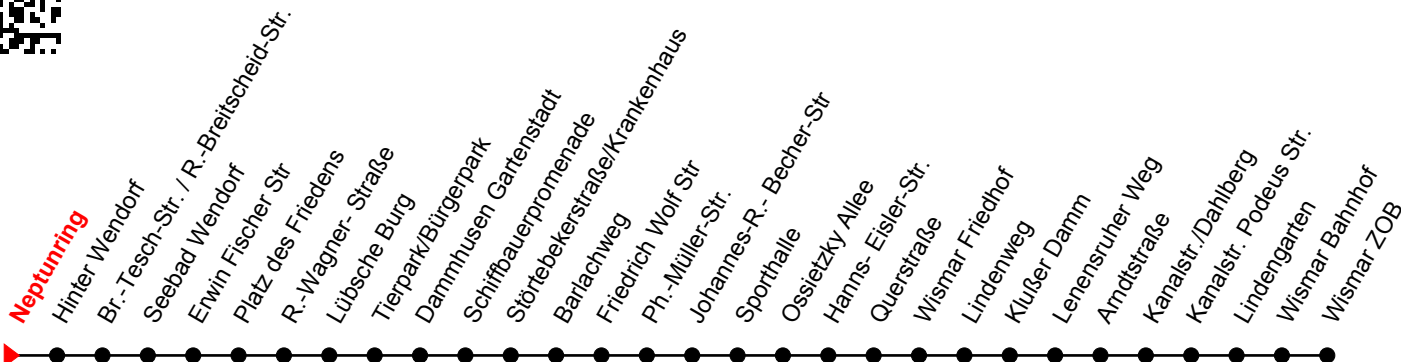 Neptunring
Hinter Wendorf
Br.-Tesch-Str. / R.-Breitscheid-Str.
Seebad Wendorf
Erwin Fischer Str
Platz des Friedens
R.-Wagner- Straße
Lübsche Burg
Tierpark/Bürgerpark
Dammhusen Gartenstadt
Schiffbauerpromenade
Störtebekerstraße/Krankenhaus
Barlachweg
Friedrich Wolf Str
Ph.-Müller-Str.
Johannes-R.- Becher-Str
Sporthalle
Ossietzky Allee
Hanns- Eisler-Str.
Querstraße
Wismar Friedhof
Lindenweg
Klußer Damm
Lenensruher Weg
Arndtstraße
Kanalstr./Dahlberg
Kanalstr. Podeus Str.
Lindengarten
Wismar Bahnhof
Wismar ZOB